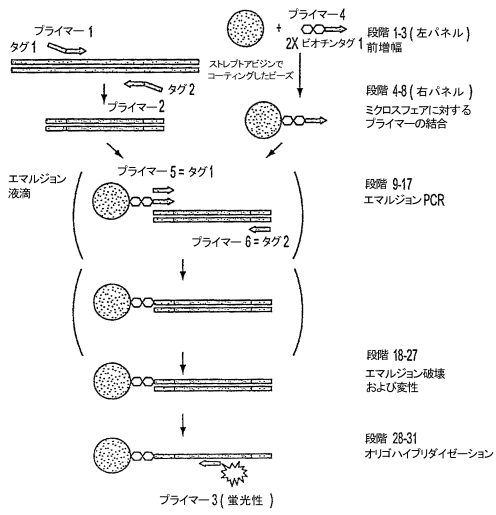 プライマー 1
タグ1
タグ2
プライマー 2
プライマー 4
+
2X ビオチンタグ1
ストレプトアビジンで
コーティングしたビーズ
段階 1-3 ( 左パネル )
前増幅
段階 4-8 ( 右パネル )
ミクロスフェアに対する
プライマーの結合
エマルジョン
液滴
プライマー 5 = タグ1
プライマー 6 = タグ2
段階 9-17
エマルジョン PCR
段階 18-27
エマルジョン破壊
および変性
段階 28-31
オリゴハイブリダイゼーション
プライマー 3 ( 蛍光性 )